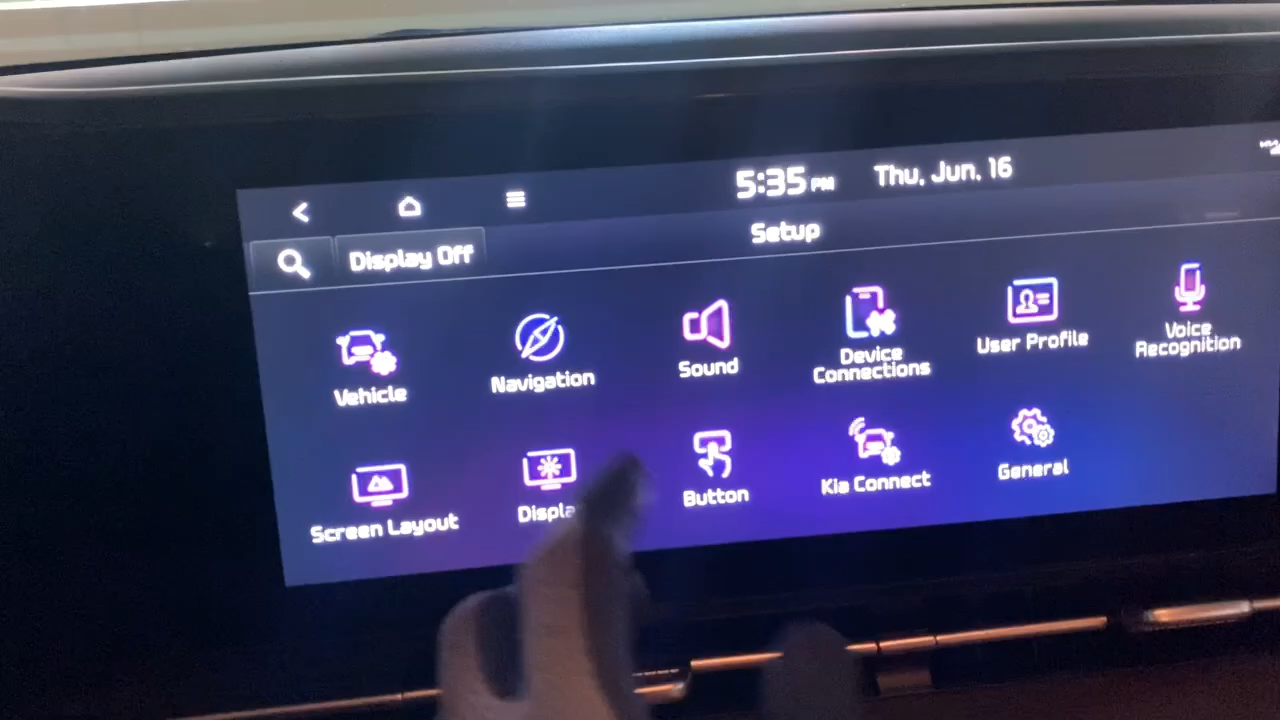 5:35 PM Thu, Jun. 16
Display Off
Setup
Vehicle
Navigation
Sound
Device
Connections
User Profile
Voice
Recognition
Screen Layout
Displa
Button
Kia Connect
General